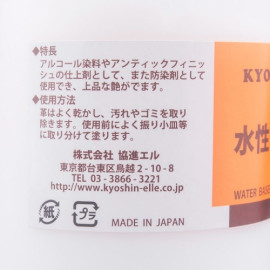 ◆特長
アルコール染料やアンティックフィニッ
シュの仕上剤として、また防染剤として
使用でき、上品な艶がでます。
◆使用方法
革はよく乾かし、汚れやゴミを取り
除きます。使用前によく振り小皿等
に取り分けて塗ります。
株式会社 協進エル
東京都台東区鳥越2-10-8
TEL 03-3866-3221
http://www.kyoshin-elle.co.jp
紙 プラ MADE IN JAPAN
KYO
水性
WATER BASE